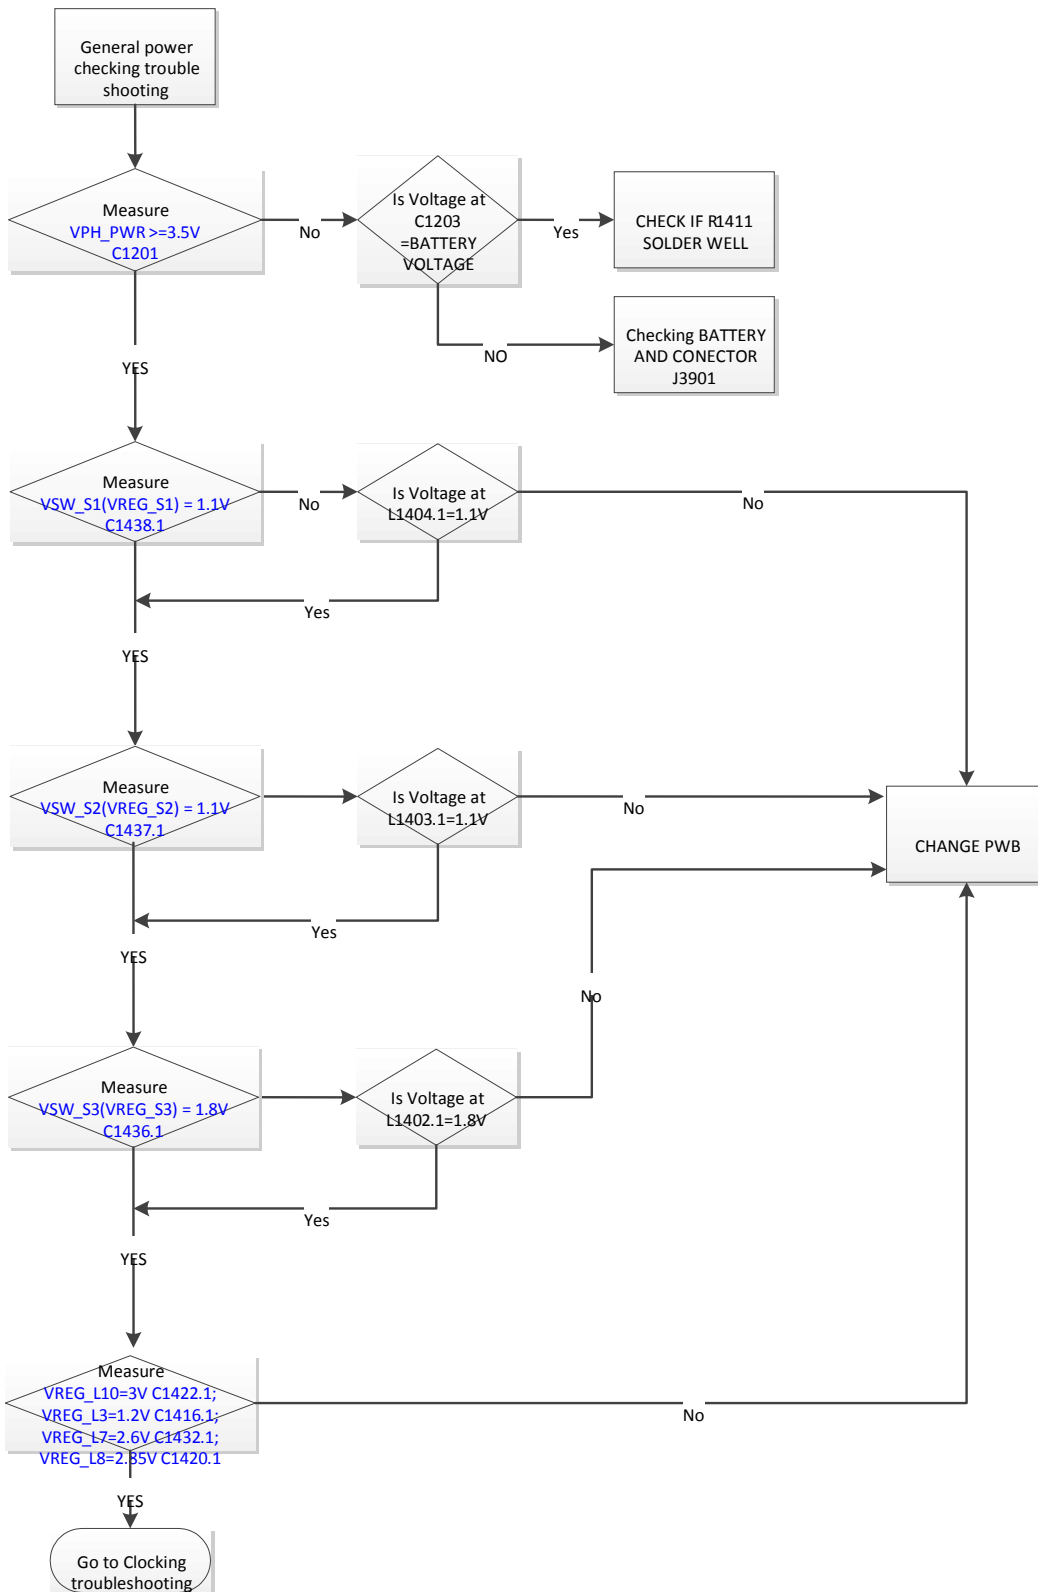 General power
checking trouble
shooting
Measure
VPH_PWR >=3.5V
C1201
No
Is Voltage at
C1203
=BATTERY
VOLTAGE
Yes
CHECK IF R1411
SOLDER WELL
NO
Checking BATTERY
AND CONECTOR
J3901
YES
Measure
VSW_S1(VREG_S1) = 1.1V
C1438.1
No
Is Voltage at
L1404.1=1.1V
No
Yes
YES
Measure
VSW_S2(VREG_S2) = 1.1V
C1437.1
Is Voltage at
L1403.1=1.1V
No
CHANGE PWB
Yes
YES
No
Measure
VSW_S3(VREG_S3) = 1.8V
C1436.1
Is Voltage at
L1402.1=1.8V
Yes
YES
Measure
VREG_L10=3V C1422.1;
VREG_L3=1.2V C1416.1;
VREG_L7=2.6V C1432.1;
VREG_L8=2.85V C1420.1
No
YES
Go to Clocking
troubleshooting